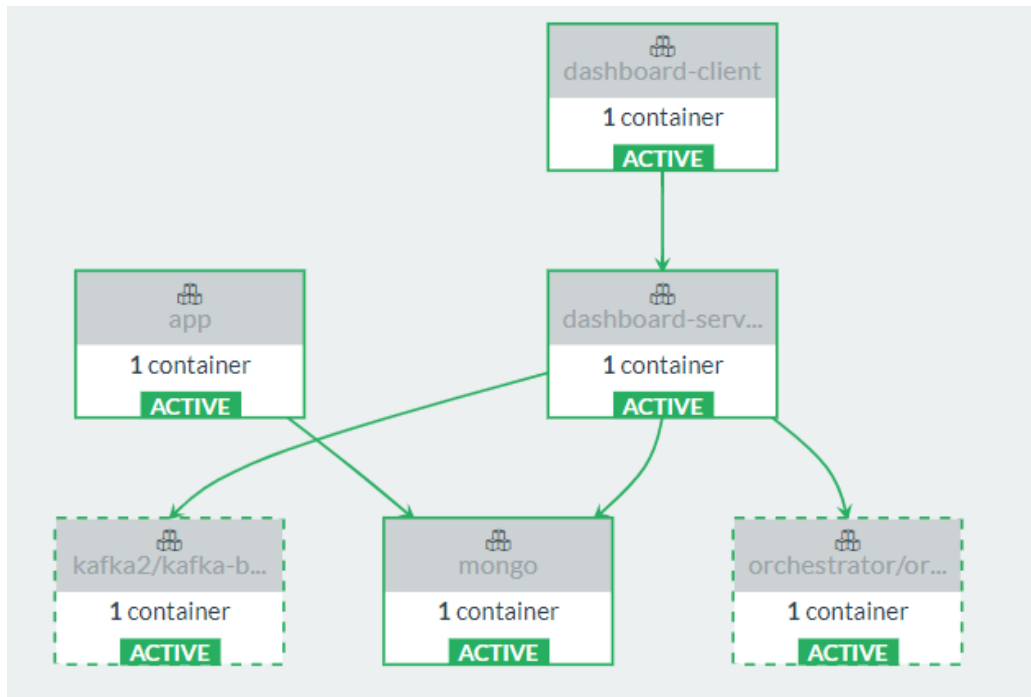 dashboard-client
1 container
ACTIVE
app
1 container
ACTIVE
dashboard-serv...
1 container
ACTIVE
kafka2/kafka-b...
1 container
ACTIVE
mongo
1 container
ACTIVE
orchestrator/or...
1 container
ACTIVE